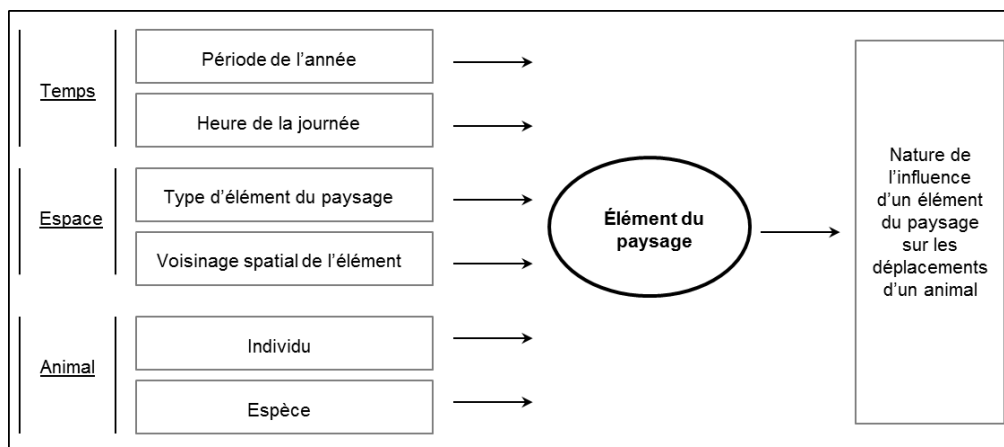 Temps
Période de l’année
Heure de la journée
Espace
Type d’élément du paysage
Voisinage spatial de l’élément
Animal
Individu
Espèce
Élément du
paysage
Nature de
l’influence
d’un élément
du paysage
sur les
déplacements
d’un animal